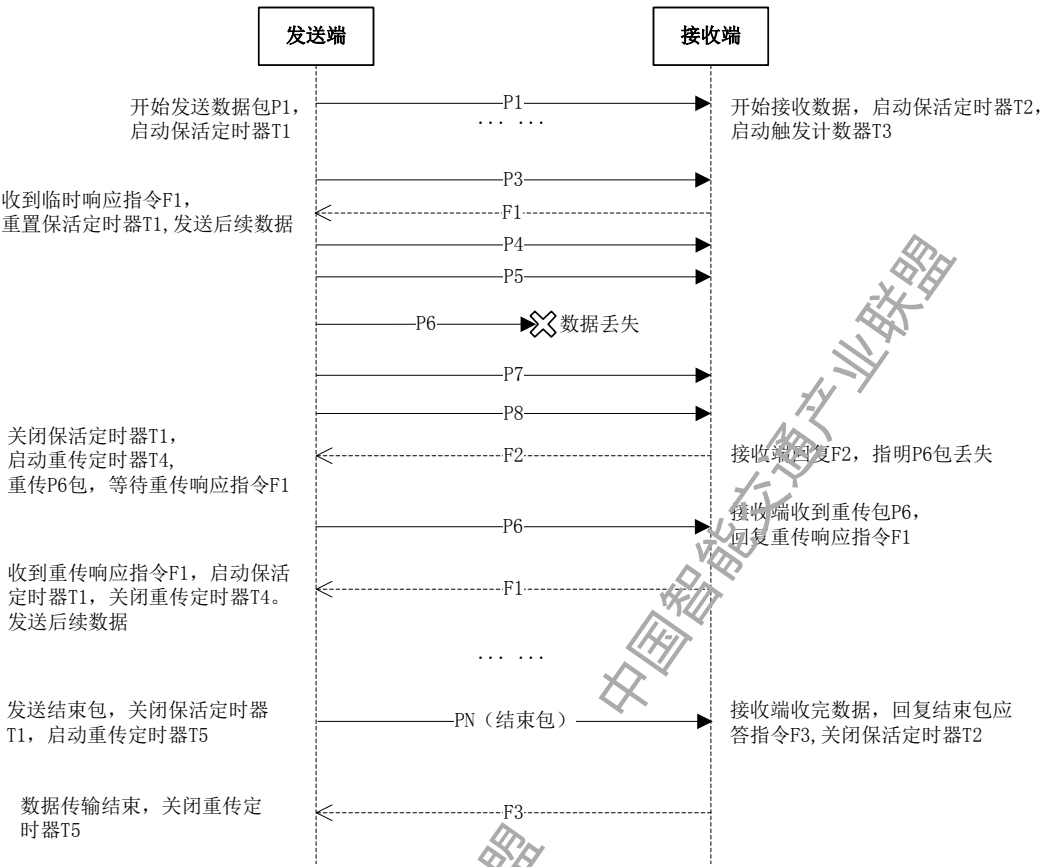 发送端
接收端
开始发送数据包P1，
启动保活定时器T1
P1
... ...
开始接收数据，启动保活定时器T2，
启动触发计数器T3
P3
收到临时响应指令F1，
重置保活定时器T1,发送后续数据
F1
P4
P5
P6
数据丢失
P7
P8
关闭保活定时器T1，
启动重传定时器T4,
重传P6包，等待重传响应指令F1
F2
接收端回复F2，指明P6包丢失
P6
接收端收到重传包P6，
回复重传响应指令F1
收到重传响应指令F1，启动保活
定时器T1，关闭重传定时器T4。
发送后续数据
F1
... ...
发送结束包，关闭保活定时器
T1，启动重传定时器T5
PN（结束包）
接收端收完数据，回复结束包应
答指令F3,关闭保活定时器T2
数据传输结束，关闭重传定
时器T5
F3
中国智能交通产业联盟
盟